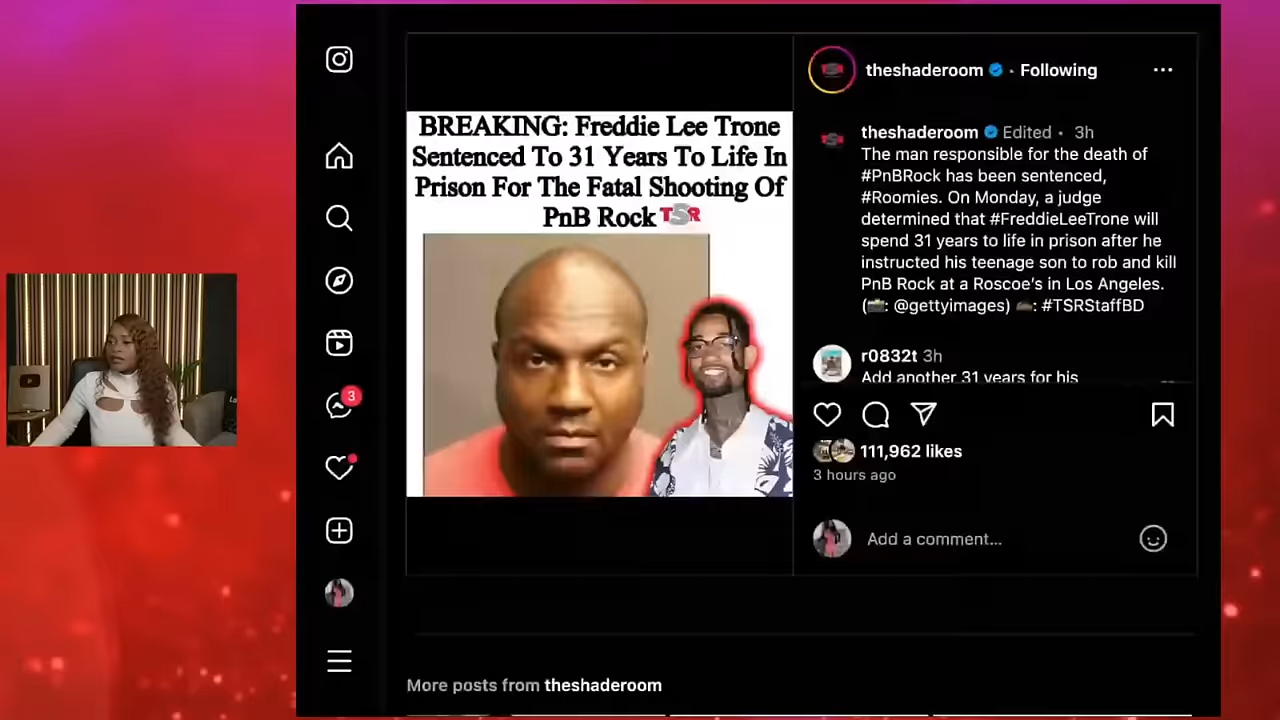 BREAKING: Freddie Lee Trone
Sentenced To 31 Years To Life In
Prison For The Fatal Shooting Of
PnB Rock TSR
theshaderoom · Following
theshaderoom Edited · 3h
The man responsible for the death of
#PnBRock has been sentenced,
#Roomies. On Monday, a judge
determined that #FreddieLeeTrone will
spend 31 years to life in prison after he
instructed his teenage son to rob and kill
PnB Rock at a Roscoe’s in Los Angeles.
(📸: @gettyimages) ✍🏾: #TSRStaffBD
r0832t 3h
Add another 31 years for his
3
111,962 likes
3 hours ago
Add a comment...
More posts from theshaderoom